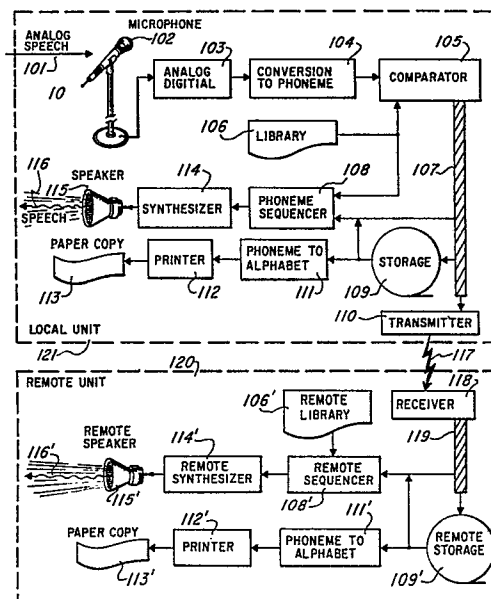 ANALOG
SPEECH
101
MICROPHONE
102
10
103
ANALOG
DIGITIAL
104
CONVERSION
TO PHONEME
105
COMPARATOR
106
LIBRARY
107
116
SPEAKER
115
SPEECH
114
SYNTHESIZER
108
PHONEME
SEQUENCER
PAPER COPY
113
PRINTER
112
PHONEME TO
ALPHABET
111
STORAGE
109
110
TRANSMITTER
LOCAL UNIT
121
117
120
REMOTE UNIT
118
RECEIVER
119
106'
REMOTE
LIBRARY
REMOTE
SPEAKER
116'
115'
114'
REMOTE
SYNTHESIZER
REMOTE
SEQUENCER
108'
PAPER COPY
113'
112'
PRINTER
111'
PHONEME TO
ALPHABET
REMOTE
STORAGE
109'